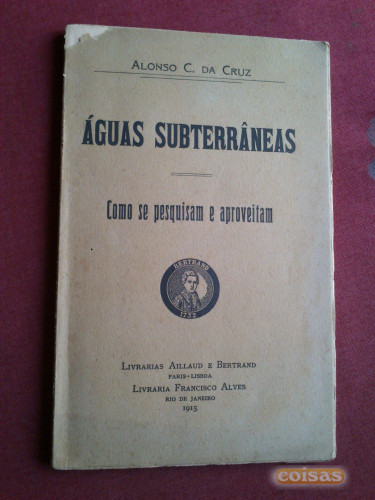 ALONSO C. DA CRUZ
ÁGUAS SUBTERRÂNEAS
Como se pesquisam e aproveitam
BERTRAND
1732
LIVRARIAS AILLAUD E BERTRAND
PARIS-LISBOA
LIVRARIA FRANCISCO ALVES
RIO DE JANEIRO
1915
coisas